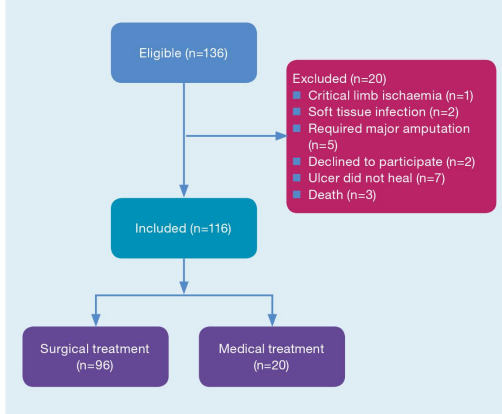 Eligible (n=136)
Excluded (n=20)
Critical limb ischaemia (n=1)
Soft tissue infection (n=2)
Required major amputation
(n=5)
Declined to participate (n=2)
Ulcer did not heal (n=7)
Death (n=3)
Included (n=116)
Surgical treatment
(n=96)
Medical treatment
(n=20)